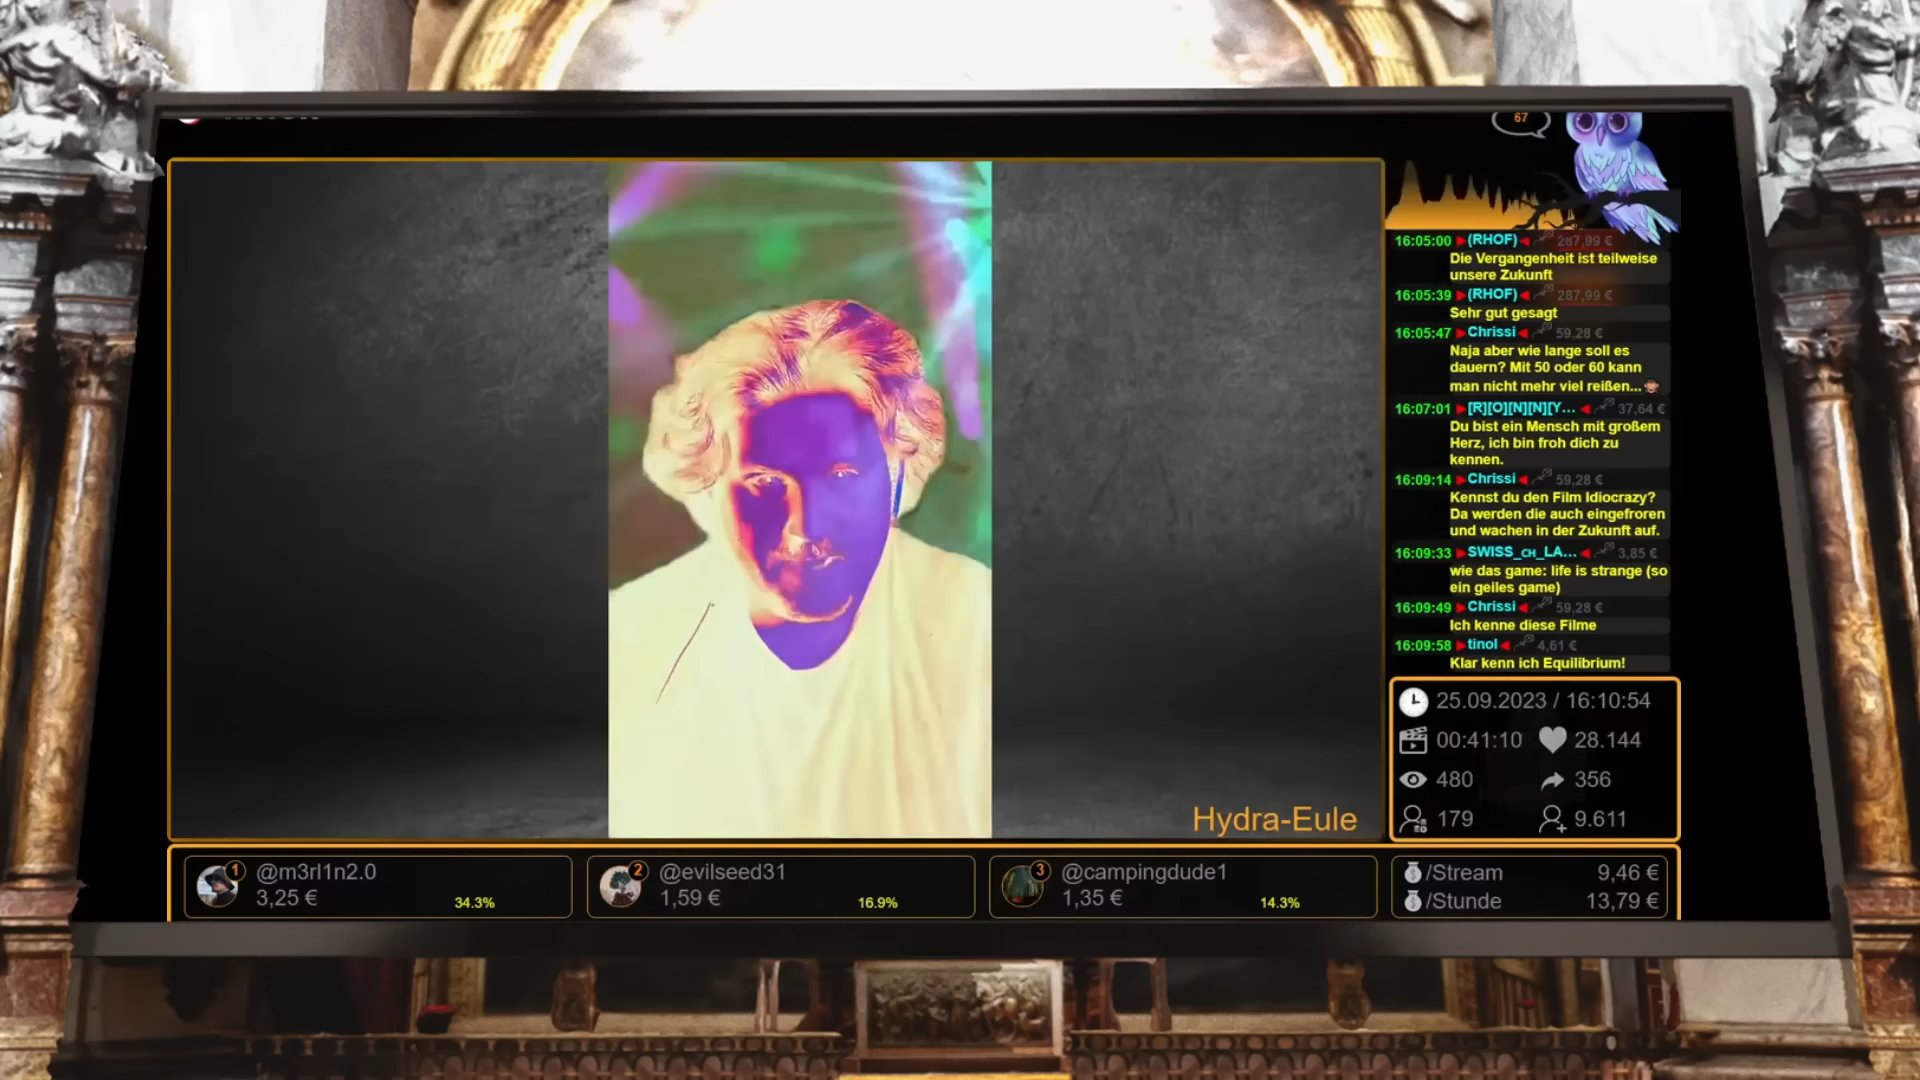 67
16:05:00 (RHOF) 287,99 €
Die Vergangenheit ist teilweise
unsere Zukunft
16:05:39 (RHOF) 287,99 €
Sehr gut gesagt
16:05:47 Chrissi 59,28 €
Naja aber wie lange soll es
dauern? Mit 50 oder 60 kann
man nicht mehr viel reißen...
16:07:01 [R][O][N][N][Y... 37,64 €
Du bist ein Mensch mit großem
Herz, ich bin froh dich zu
kennen.
16:09:14 Chrissi 59,28 €
Kennst du den Film Idiocrazy?
Da werden die auch eingefroren
und wachen in der Zukunft auf.
16:09:33 SWISS_CH_LA... 3,85 €
wie das game: life is strange (so
ein geiles game)
16:09:49 Chrissi 59,28 €
Ich kenne diese Filme
16:09:58 tinol 4,61 €
Klar kenn ich Equilibrium!
25.09.2023 / 16:10:54
00:41:10 28.144
480 356
179 9.611
Hydra-Eule
1 @m3rl1n2.0
3,25 € 34.3%
2 @evilseed31
1,59 € 16.9%
3 @campingdude1
1,35 € 14.3%
/Stream 9,46 €
/Stunde 13,79 €